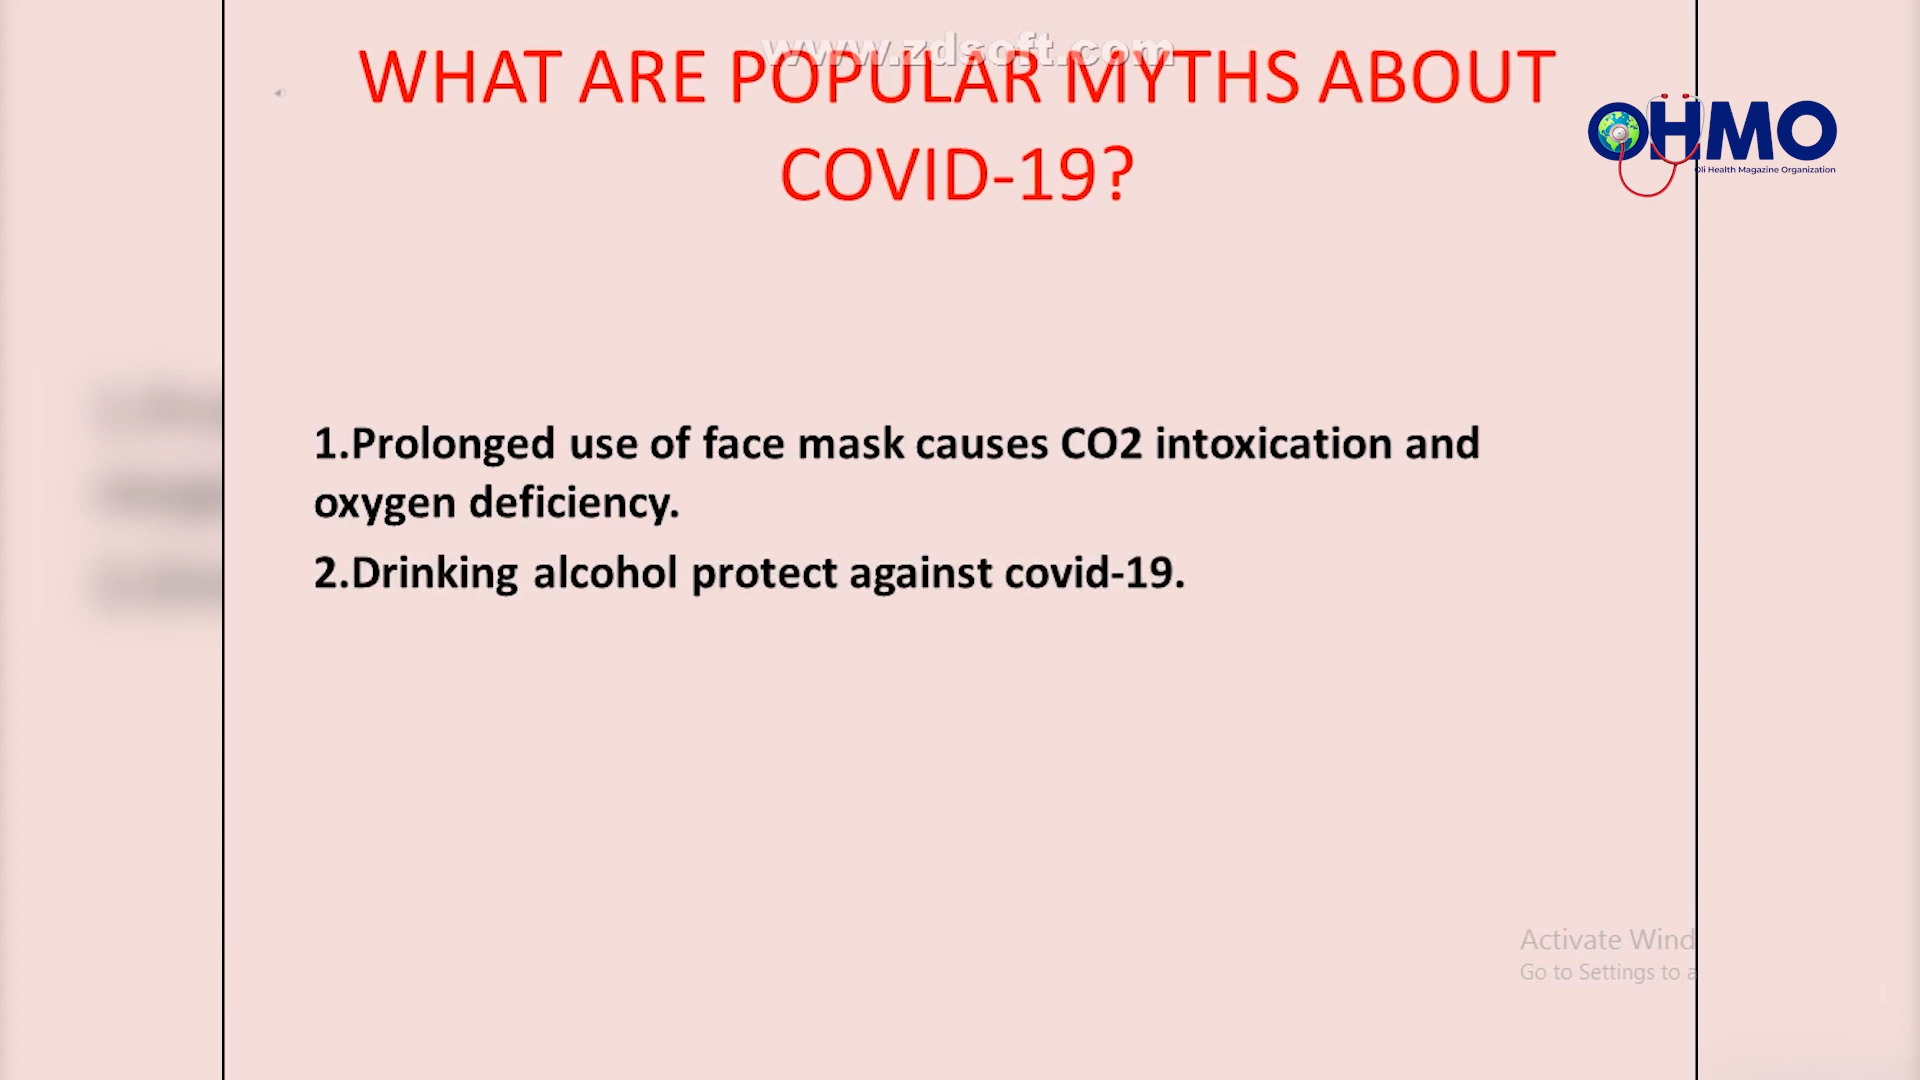 www.zdsoft.com
WHAT ARE POPULAR MYTHS ABOUT
COVID-19?
OHMO
Oli Health Magazine Organization
1.Prolonged use of face mask causes CO2 intoxication and
oxygen deficiency.
2.Drinking alcohol protect against covid-19.
Activate Wind
Go to Settings to a